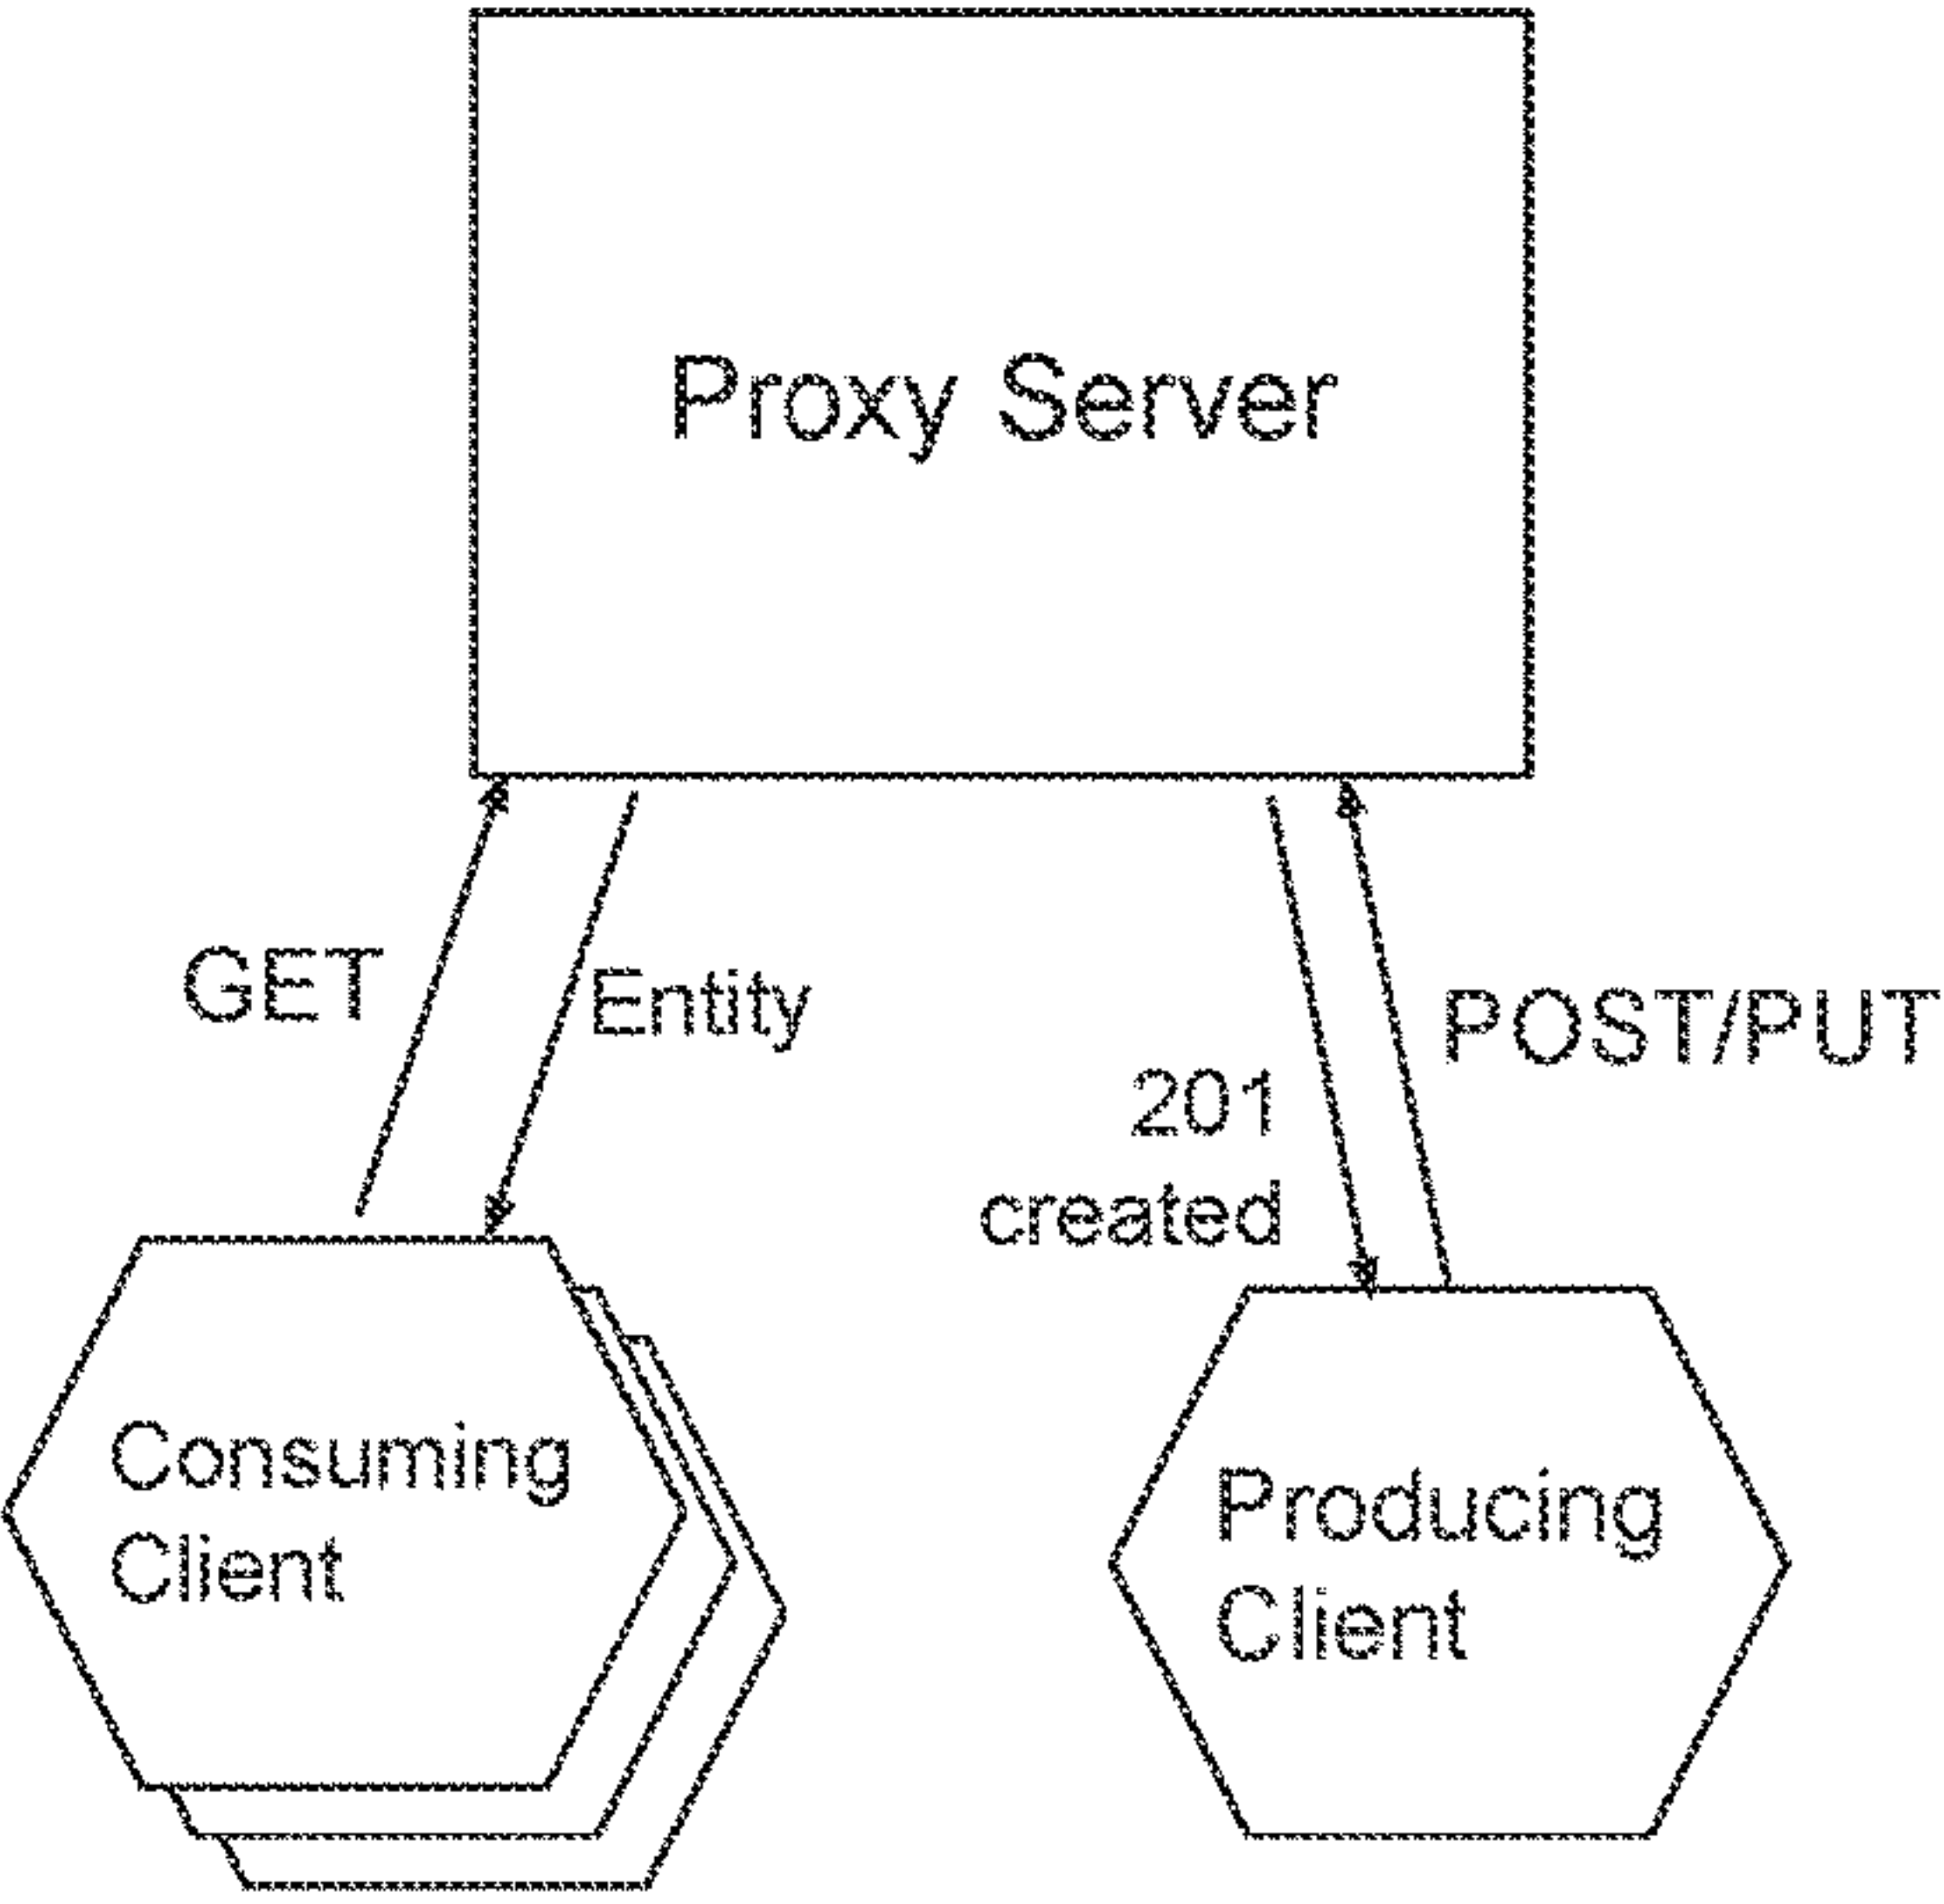 Proxy Server
GET
Entity
201
created
POST/PUT
Consuming
Client
Producing
Client